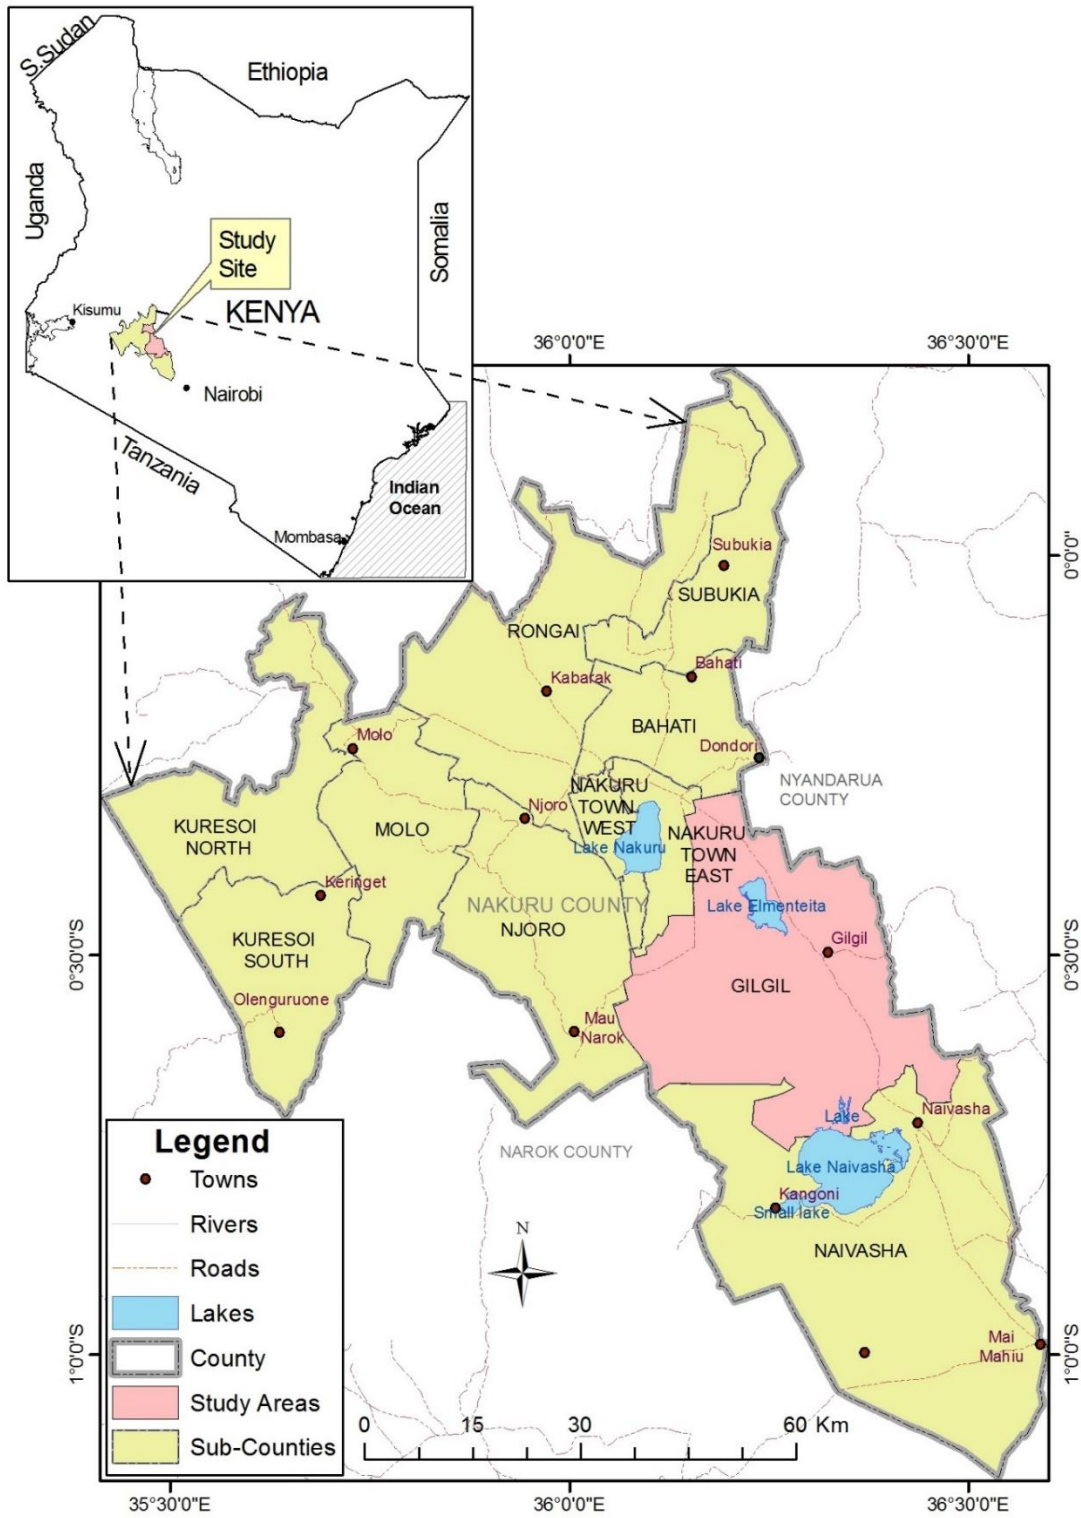 S.Sudan
Ethiopia
Uganda
Somalia
Study
Site
Kisumu
KENYA
Nairobi
Tanzania
Indian
Ocean
Mombasa
36°0'0"E
36°30'0"E
Subukia
0°0'0"
SUBUKIA
RONGAI
Bahati
Kabarak
BAHATI
Molo
Dondori
NYANDARUA
COUNTY
NAKURU
TOWN
WEST
Njoro
KURESOI
NORTH
MOLO
NAKURU
TOWN
EAST
Lake Nakuru
Keringet
NAKURU COUNTY
Lake Elmenteita
NJORO
Gilgil
KURESOI
SOUTH
0°30'0"S
0°30'0"S
GILGIL
Olenguruone
Mau
Narok
Lake
Naivasha
NAROK COUNTY
Lake Naivasha
Kangoni
Small lake
NAIVASHA
Mai
Mahiu
1°0'0"S
1°0'0"S
Legend
Towns
Rivers
Roads
Lakes
County
Study Areas
Sub-Counties
N
0 15 30 60 Km
35°30'0"E
36°0'0"E
36°30'0"E